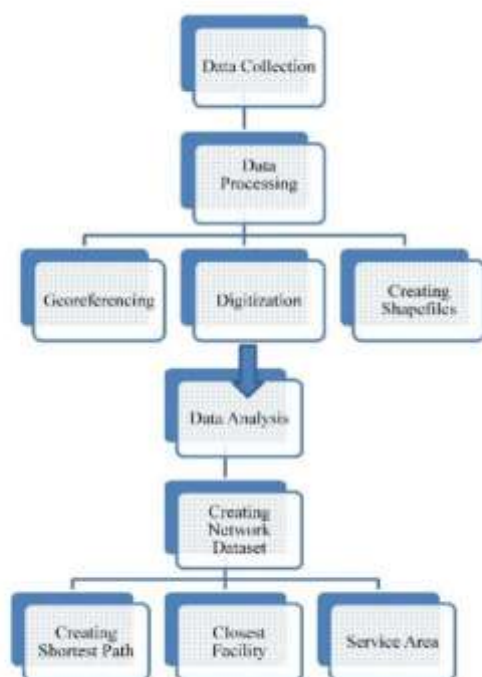 Data Collection
Data
Processing
Georeferencing
Digitization
Creating
Shapefiles
Data Analysis
Creating
Network
Dataset
Creating
Shortest Path
Closest
Facility
Service Area